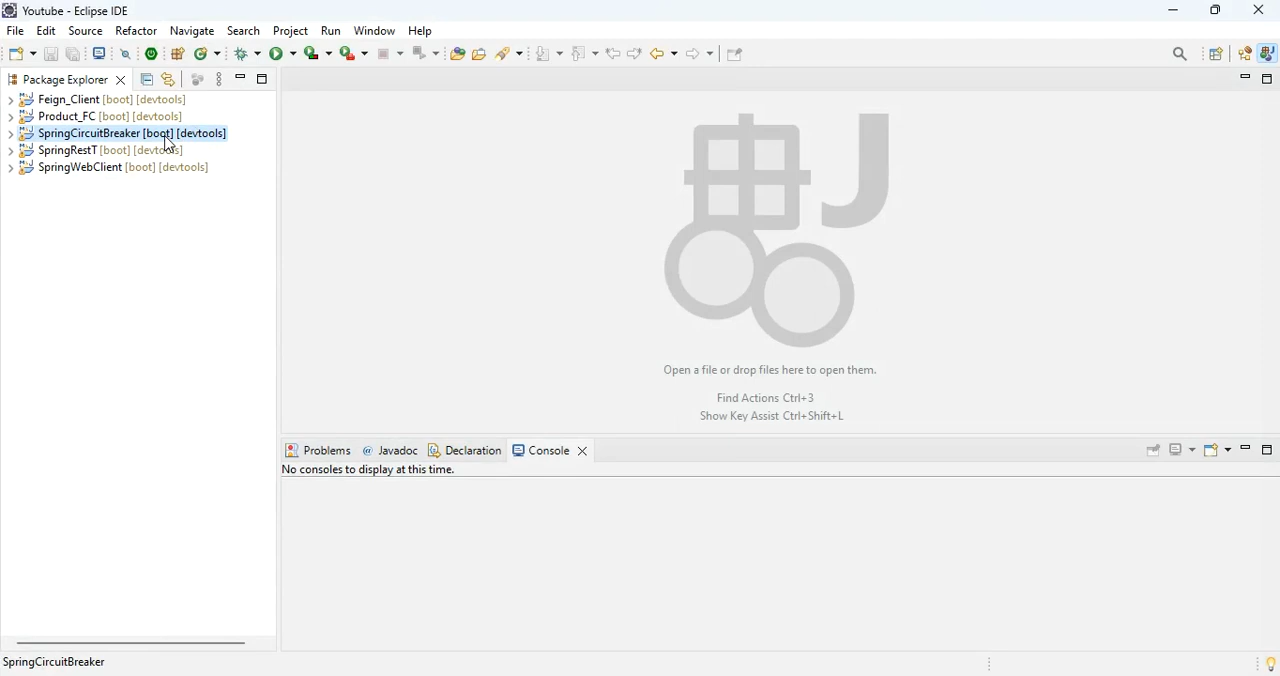 Youtube - Eclipse IDE
File Edit Source Refactor Navigate Search Project Run Window Help
Package Explorer
Feign_Client [boot] [devtools]
Product_FC [boot] [devtools]
SpringCircuitBreaker [boot] [devtools]
SpringRestT [boot] [devtools]
SpringWebClient [boot] [devtools]
Open a file or drop files here to open them.
Find Actions Ctrl+3
Show Key Assist Ctrl+Shift+L
Problems @ Javadoc Declaration Console
No consoles to display at this time.
SpringCircuitBreaker